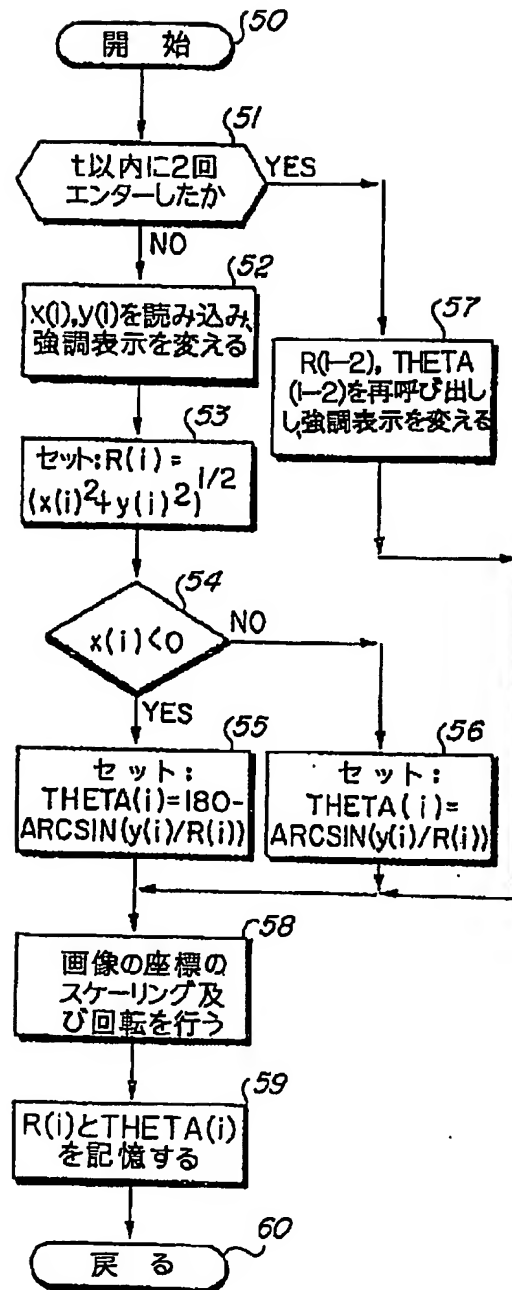 50
開 始
51
t以内に2回
エンターしたか
YES
NO
52
x(i),y(i)を読み込み、
強調表示を変える
57
R(i-2), THETA
(i-2)を再呼び出し
し、強調表示を変える
53
セット:R(i)=
(x(i)²+y(i)²)^1/2
54
x(i)<0
NO
YES
55
セット:
THETA(i)=180-
ARCSIN(y(i)/R(i))
56
セット:
THETA(i)=
ARCSIN(y(i)/R(i))
58
画像の座標の
スケーリング及
び回転を行う
59
R(i)とTHETA(i)
を記憶する
60
戻 る